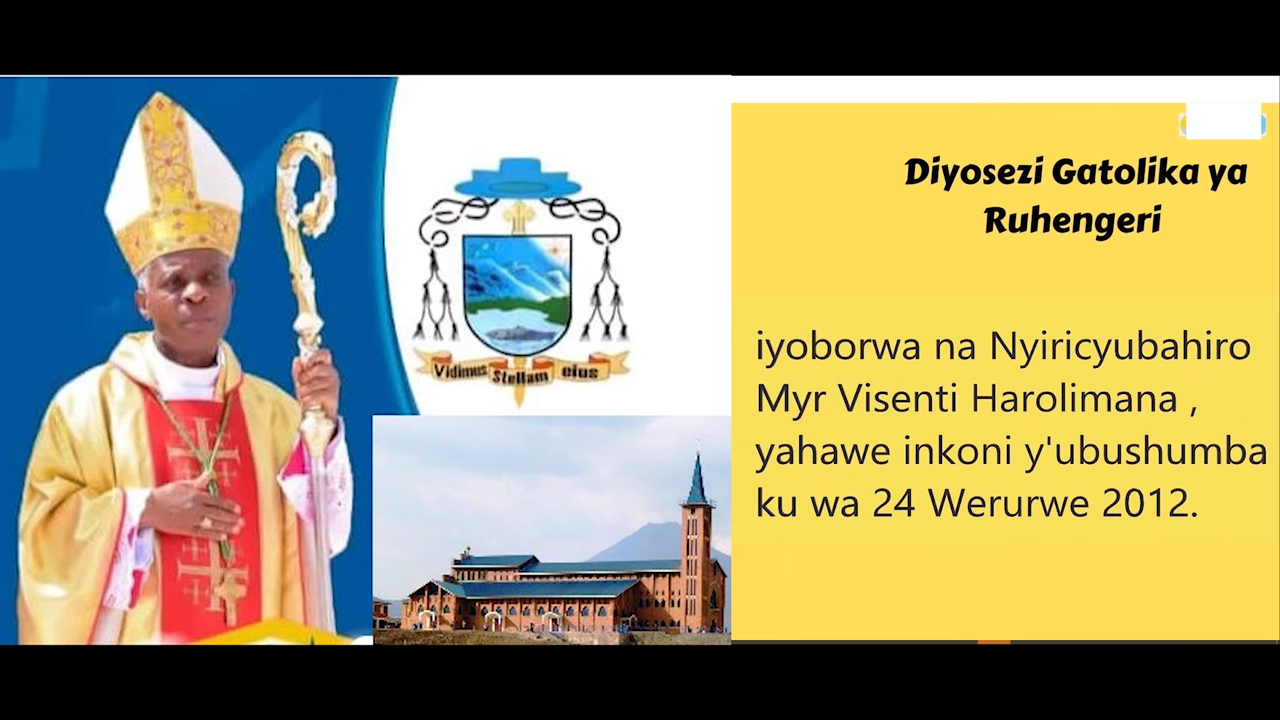 Vidimus Stellam eius
Diyosezi Gatolika ya
Ruhengeri
iyoborwa na Nyiricyubahiro
Myr Visenti Harolimana ,
yahawe inkoni y'ubushumba
ku wa 24 Werurwe 2012.